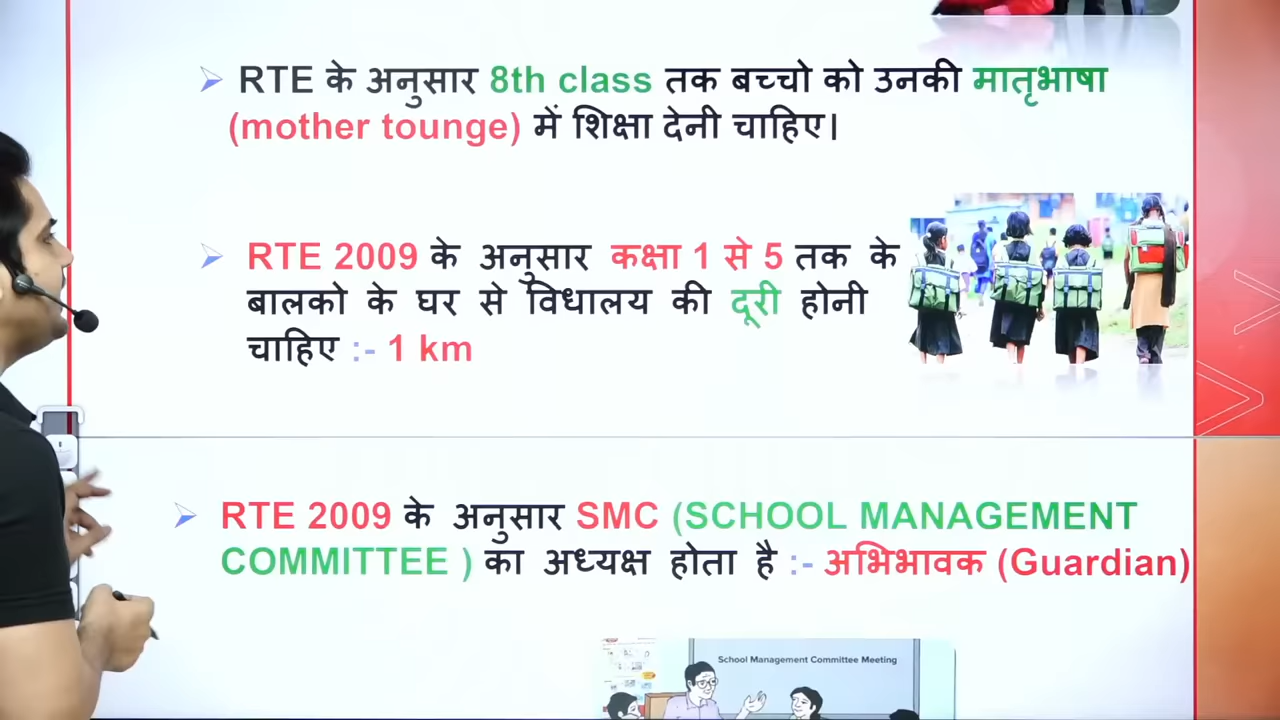 RTE के अनुसार 8th class तक बच्चो को उनकी मातृभाषा
(mother tounge) में शिक्षा देनी चाहिए।
RTE 2009 के अनुसार कक्षा 1 से 5 तक के
बालको के घर से विधालय की दूरी होनी
चाहिए :- 1 km
RTE 2009 के अनुसार SMC (SCHOOL MANAGEMENT
COMMITTEE ) का अध्यक्ष होता है :- अभिभावक (Guardian)
School Management Committee Meeting